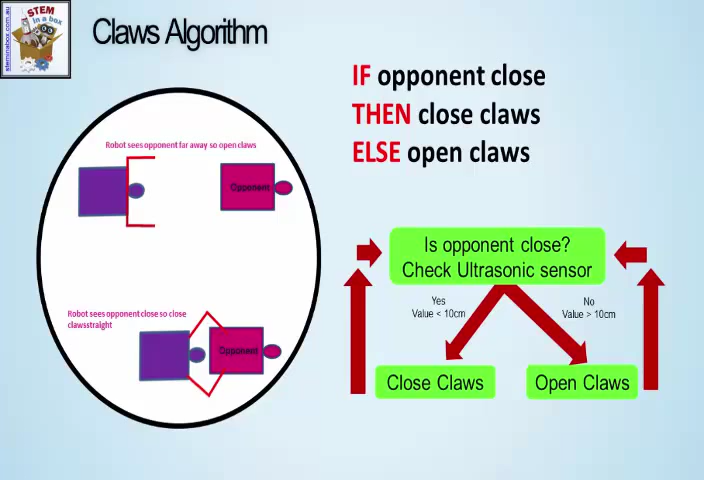 STEM
in a box
steminabox.com.au
Claws Algorithm
IF opponent close
THEN close claws
ELSE open claws
Robot sees opponent far away so open claws
Opponent
Robot sees opponent close so close
clawsstraight
Opponent
Is opponent close?
Check Ultrasonic sensor
Yes
Value < 10cm
No
Value > 10cm
Close Claws
Open Claws